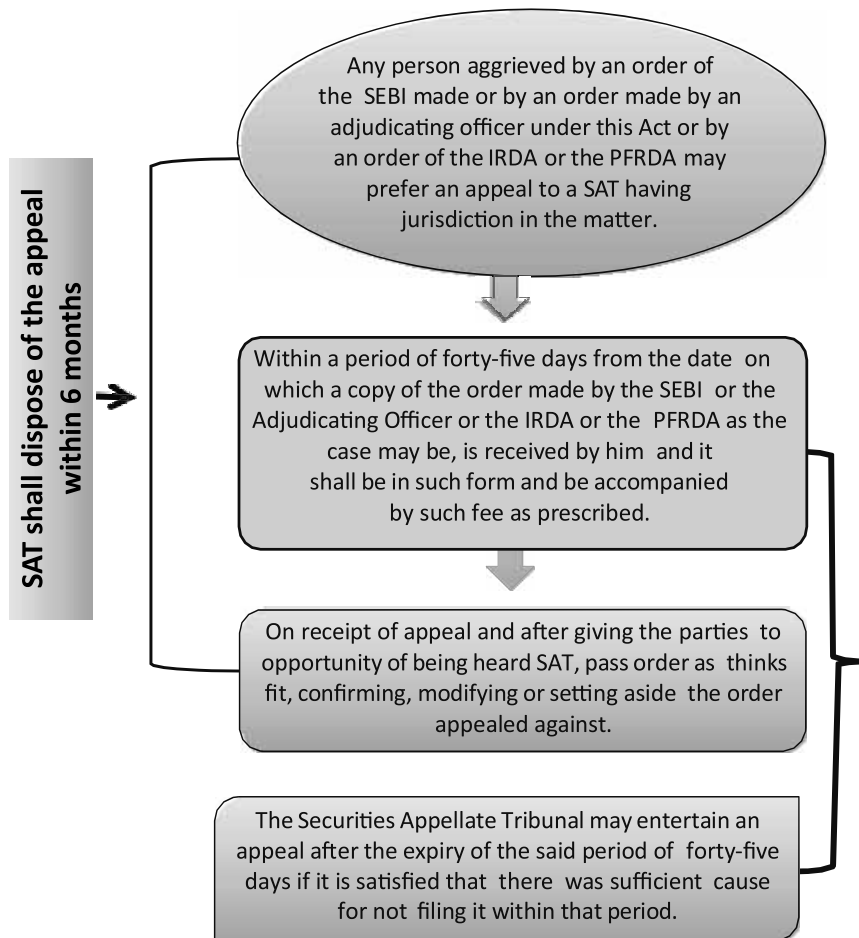 Any person aggrieved by an order of
the SEBI made or by an order made by an
adjudicating officer under this Act or by
an order of the IRDA or the PFRDA may
prefer an appeal to a SAT having
jurisdiction in the matter.
SAT shall dispose of the appeal
within 6 months
Within a period of forty-five days from the date on
which a copy of the order made by the SEBI or the
Adjudicating Officer or the IRDA or the PFRDA as the
case may be, is received by him and it
shall be in such form and be accompanied
by such fee as prescribed.
On receipt of appeal and after giving the parties to
opportunity of being heard SAT, pass order as thinks
fit, confirming, modifying or setting aside the order
appealed against.
The Securities Appellate Tribunal may entertain an
appeal after the expiry of the said period of forty-five
days if it is satisfied that there was sufficient cause
for not filing it within that period.